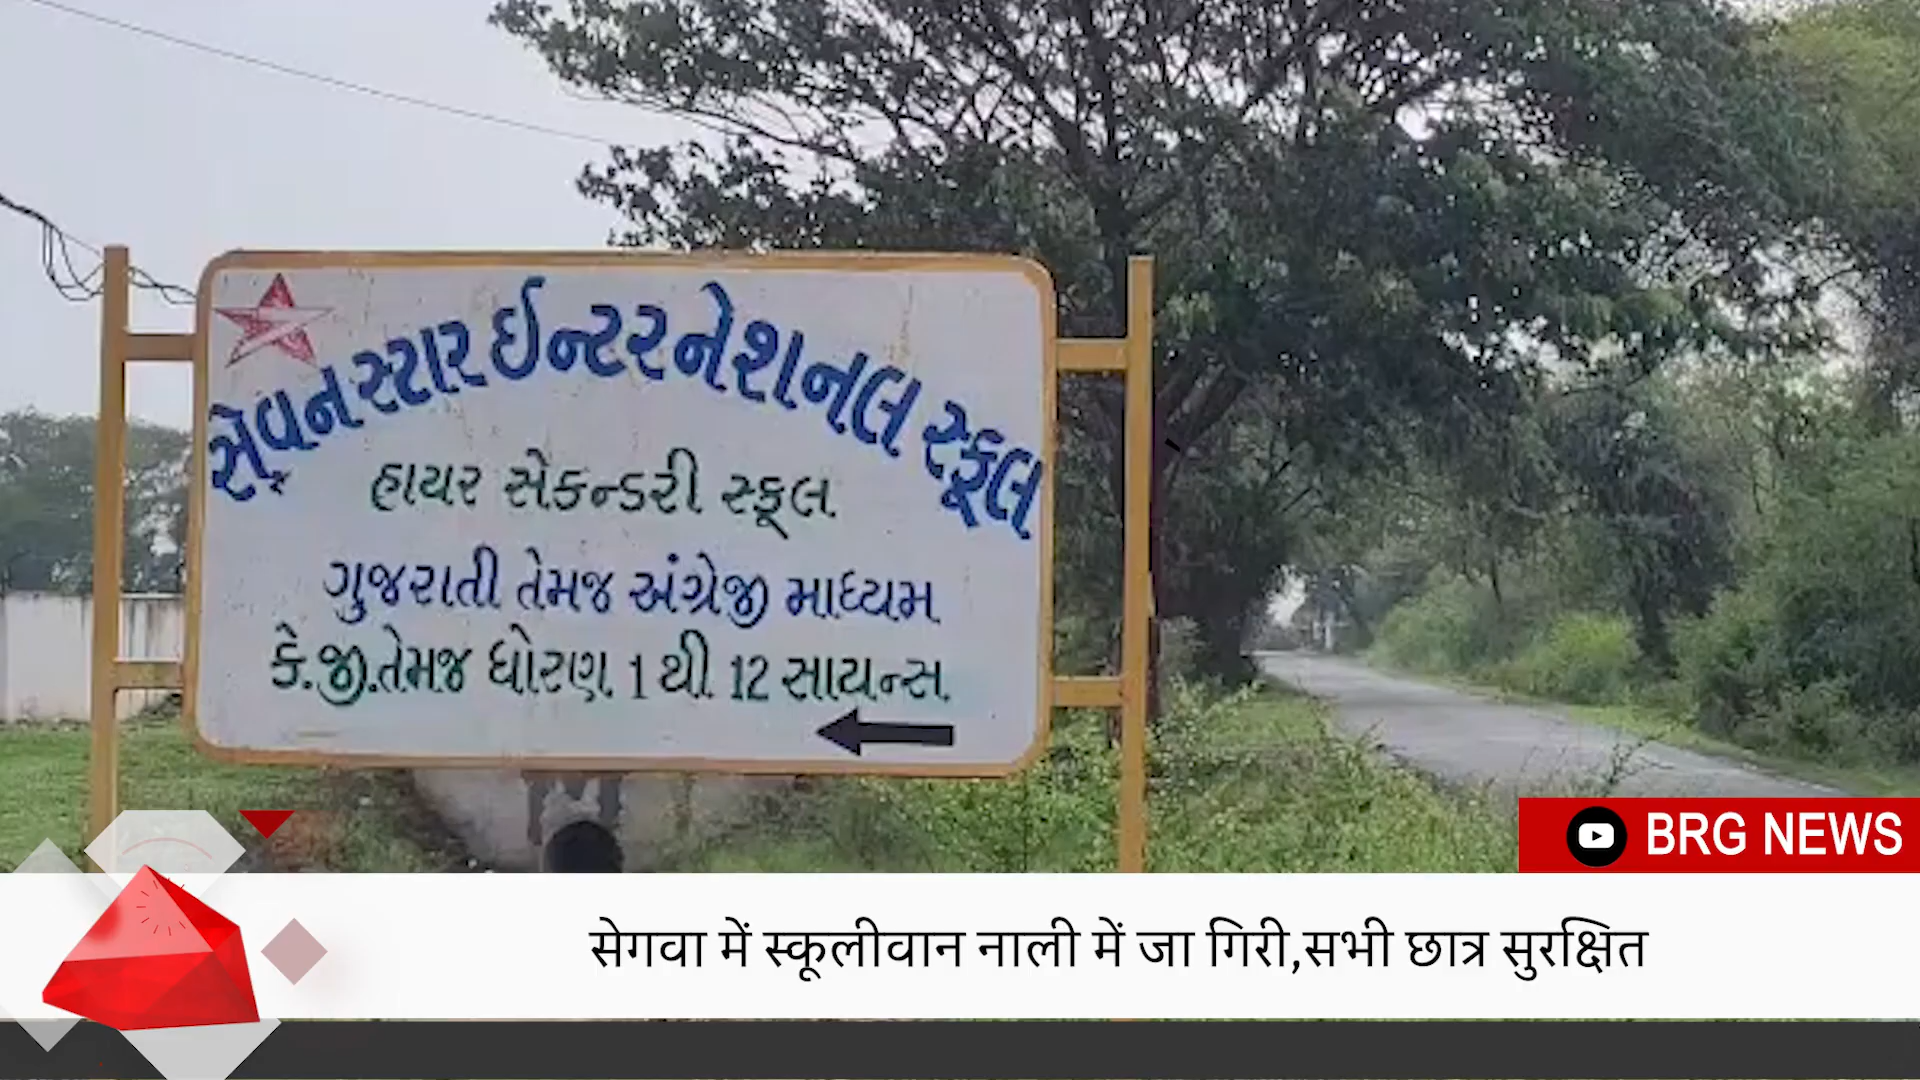 સેવન સ્ટાર ઈન્ટરનેશનલ સ્કૂલ
હાયર સેકન્ડરી સ્કૂલ.
ગુજરાતી તેમજ અંગ્રેજી માધ્યમ
કે.જી.તેમજ ધોરણ 1 થી 12 સાયન્સ.
BRG NEWS
सेगवा में स्कूलीवान नाली में जा गिरी,सभी छात्र सुरक्षित